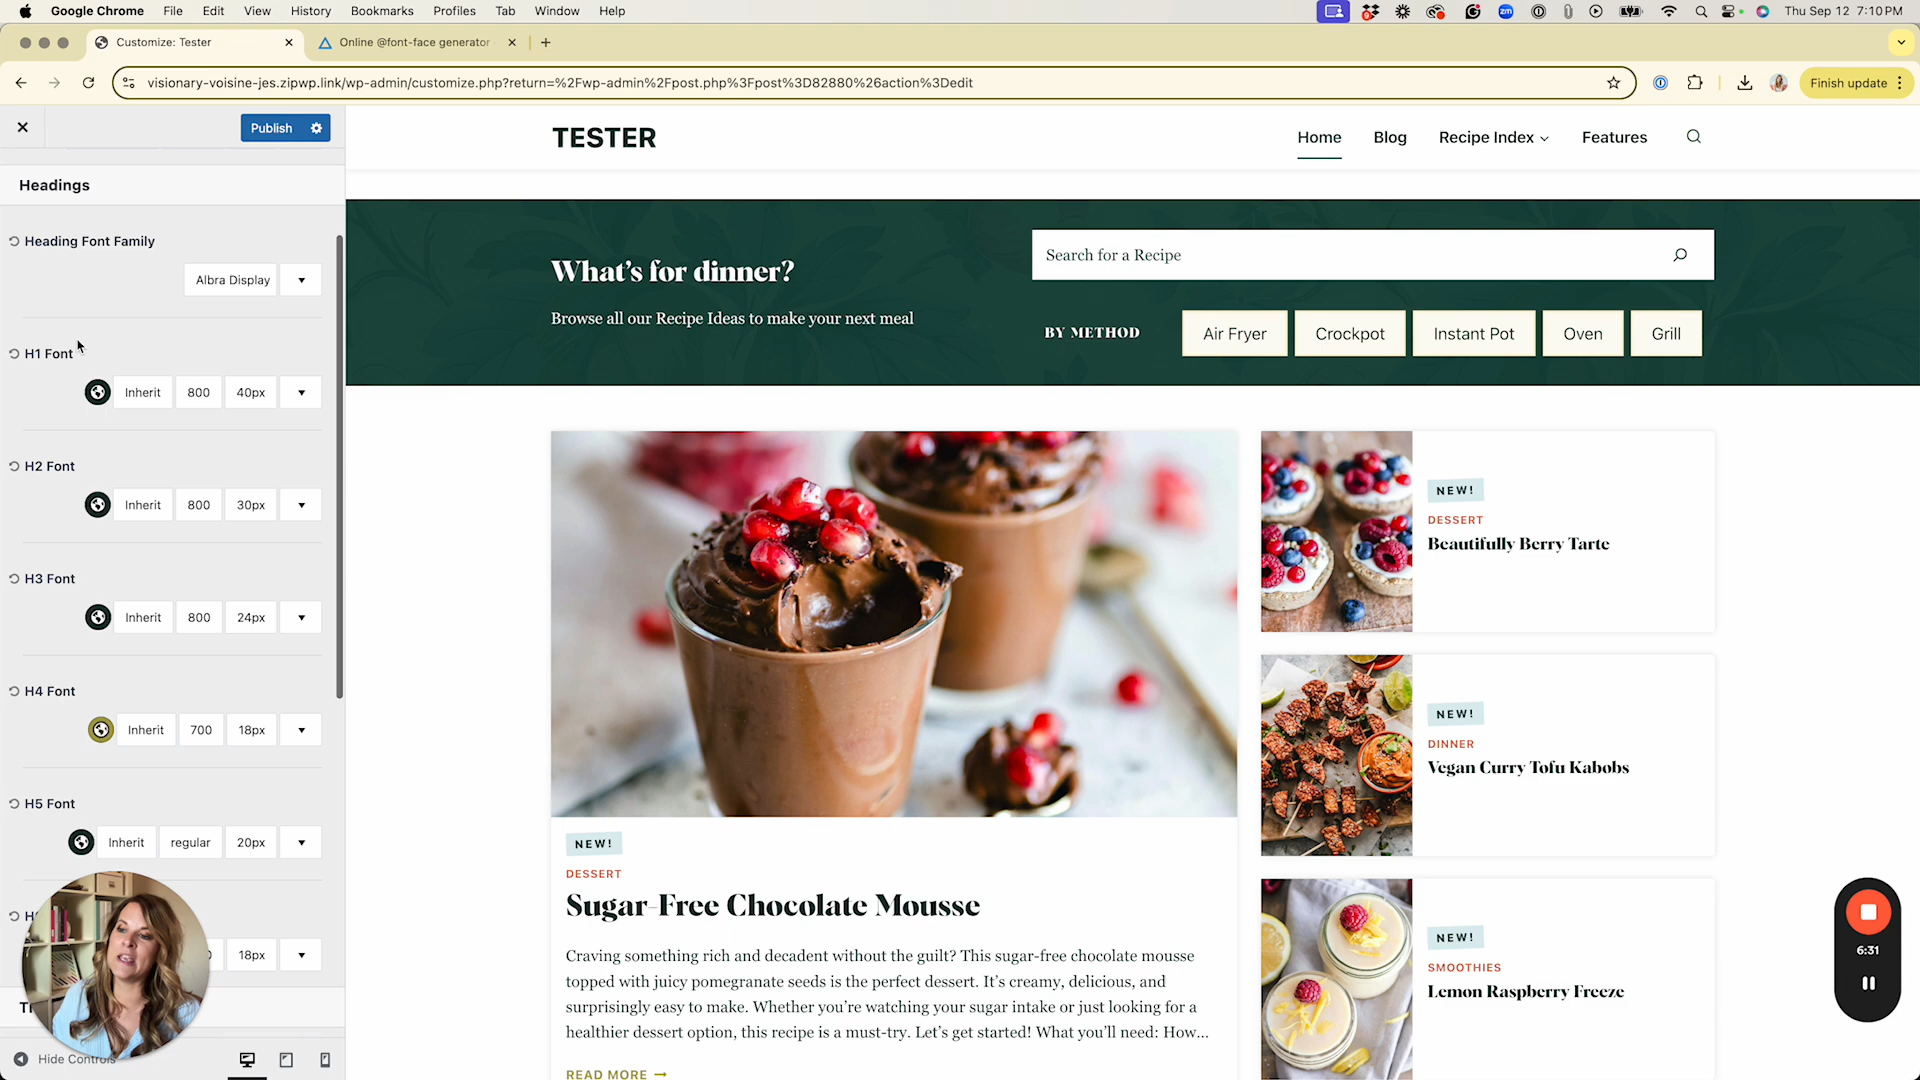 Google Chrome File Edit View History Bookmarks Profiles Tab Window Help
Thu Sep 12 7:10 PM
Customize: Tester
Online @font-face generator
visionary-voisine-jes.zipwp.link/wp-admin/customize.php?return=%2Fwp-admin%2Fpost.php%3Fpost%3D82880%26action%3Dedit
Finish update
Publish
Headings
Heading Font Family
Albra Display
H1 Font
Inherit 800 40px
H2 Font
Inherit 800 30px
H3 Font
Inherit 800 24px
H4 Font
Inherit 700 18px
H5 Font
Inherit regular 20px
18px
Hide Controls
TESTER
Home Blog Recipe Index Features
What's for dinner?
Browse all our Recipe Ideas to make your next meal
Search for a Recipe
BY METHOD
Air Fryer Crockpot Instant Pot Oven Grill
NEW!
DESSERT
Sugar-Free Chocolate Mousse
Craving something rich and decadent without the guilt? This sugar-free chocolate mousse
topped with juicy pomegranate seeds is the perfect dessert. It's creamy, delicious, and
surprisingly easy to make. Whether you're watching your sugar intake or just looking for a
healthier dessert option, this recipe is a must-try. Let's get started! What you'll need: How...
READ MORE →
NEW!
DESSERT
Beautifully Berry Tarte
NEW!
DINNER
Vegan Curry Tofu Kabobs
NEW!
SMOOTHIES
Lemon Raspberry Freeze
6:31